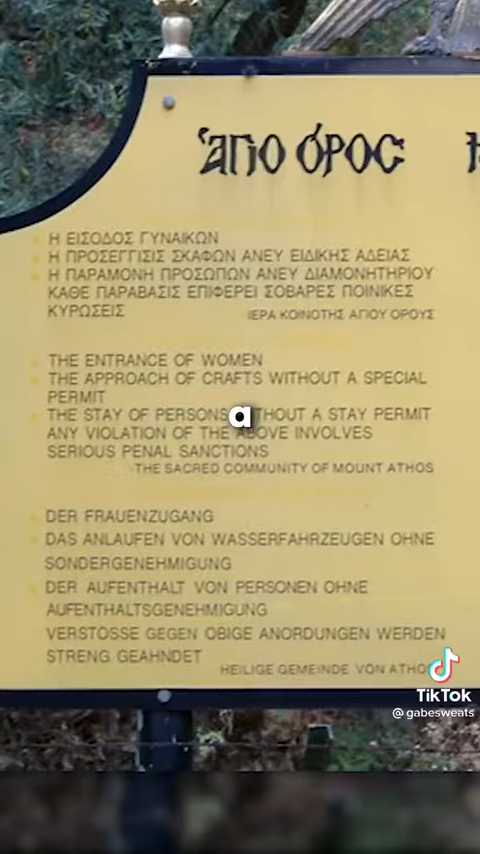 ἍΓΙΟ ὌΡΟΣ
Η ΕΙΣΟΔΟΣ ΓΥΝΑΙΚΩΝ
Η ΠΡΟΣΕΓΓΙΣΙΣ ΣΚΑΦΩΝ ΑΝΕΥ ΕΙΔΙΚΗΣ ΑΔΕΙΑΣ
Η ΠΑΡΑΜΟΝΗ ΠΡΟΣΩΠΩΝ ΑΝΕΥ ΔΙΑΜΟΝΗΤΗΡΙΟΥ
ΚΑΘΕ ΠΑΡΑΒΑΣΙΣ ΕΠΙΦΕΡΕΙ ΣΟΒΑΡΕΣ ΠΟΙΝΙΚΕΣ
ΚΥΡΩΣΕΙΣ
ΙΕΡΑ ΚΟΙΝΟΤΗΣ ΑΓΙΟΥ ΟΡΟΥΣ
THE ENTRANCE OF WOMEN
THE APPROACH OF CRAFTS WITHOUT A SPECIAL
PERMIT
THE STAY OF PERSONS THOUT A STAY PERMIT
a
ANY VIOLATION OF THE ABOVE INVOLVES
SERIOUS PENAL SANCTIONS
THE SACRED COMMUNITY OF MOUNT ATHOS
DER FRAUENZUGANG
DAS ANLAUFEN VON WASSERFAHRZEUGEN OHNE
SONDERGENEHMIGUNG
DER AUFENTHALT VON PERSONEN OHNE
AUFENTHALTSGENEHMIGUNG
VERSTOSSE GEGEN OBIGE ANORDUNGEN WERDEN
STRENG GEAHNDET
HEILIGE GEMEINDE VON ATHO
TikTok
@gabesweats